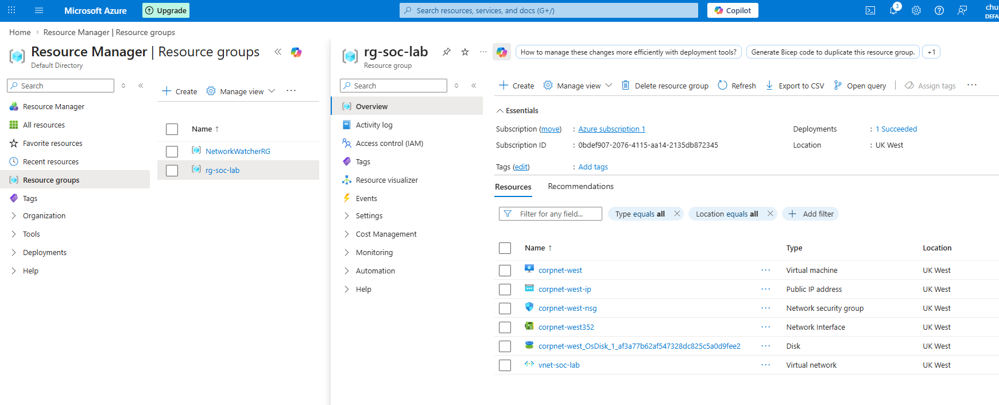 Microsoft Azure
Upgrade
Search resources, services, and docs (G+/)
Copilot
3
chu
DEFA
Home > Resource Manager | Resource groups
Resource Manager | Resource groups
Default Directory
Search
Resource Manager
All resources
Favorite resources
Recent resources
Resource groups
Tags
Organization
Tools
Deployments
Help
Create
Manage view
Name ↑
NetworkWatcherRG
rg-soc-lab
rg-soc-lab
Resource group
How to manage these changes more efficiently with deployment tools?
Generate Bicep code to duplicate this resource group.
+1
Search
Overview
Activity log
Access control (IAM)
Tags
Resource visualizer
Events
Settings
Cost Management
Monitoring
Automation
Help
Create
Manage view
Delete resource group
Refresh
Export to CSV
Open query
Assign tags
Essentials
Subscription (move) : Azure subscription 1
Subscription ID : 0bdef907-2076-4115-aa14-2135db872345
Tags (edit) : Add tags
Deployments : 1 Succeeded
Location : UK West
Resources
Recommendations
Filter for any field...
Type equals all
Location equals all
Add filter
Name ↑ Type Location
corpnet-west Virtual machine UK West
corpnet-west-ip Public IP address UK West
corpnet-west-nsg Network security group UK West
corpnet-west352 Network Interface UK West
corpnet-west_OsDisk_1_af3a77b62af547328dc825c5a0d9fee2 Disk UK West
vnet-soc-lab Virtual network UK West